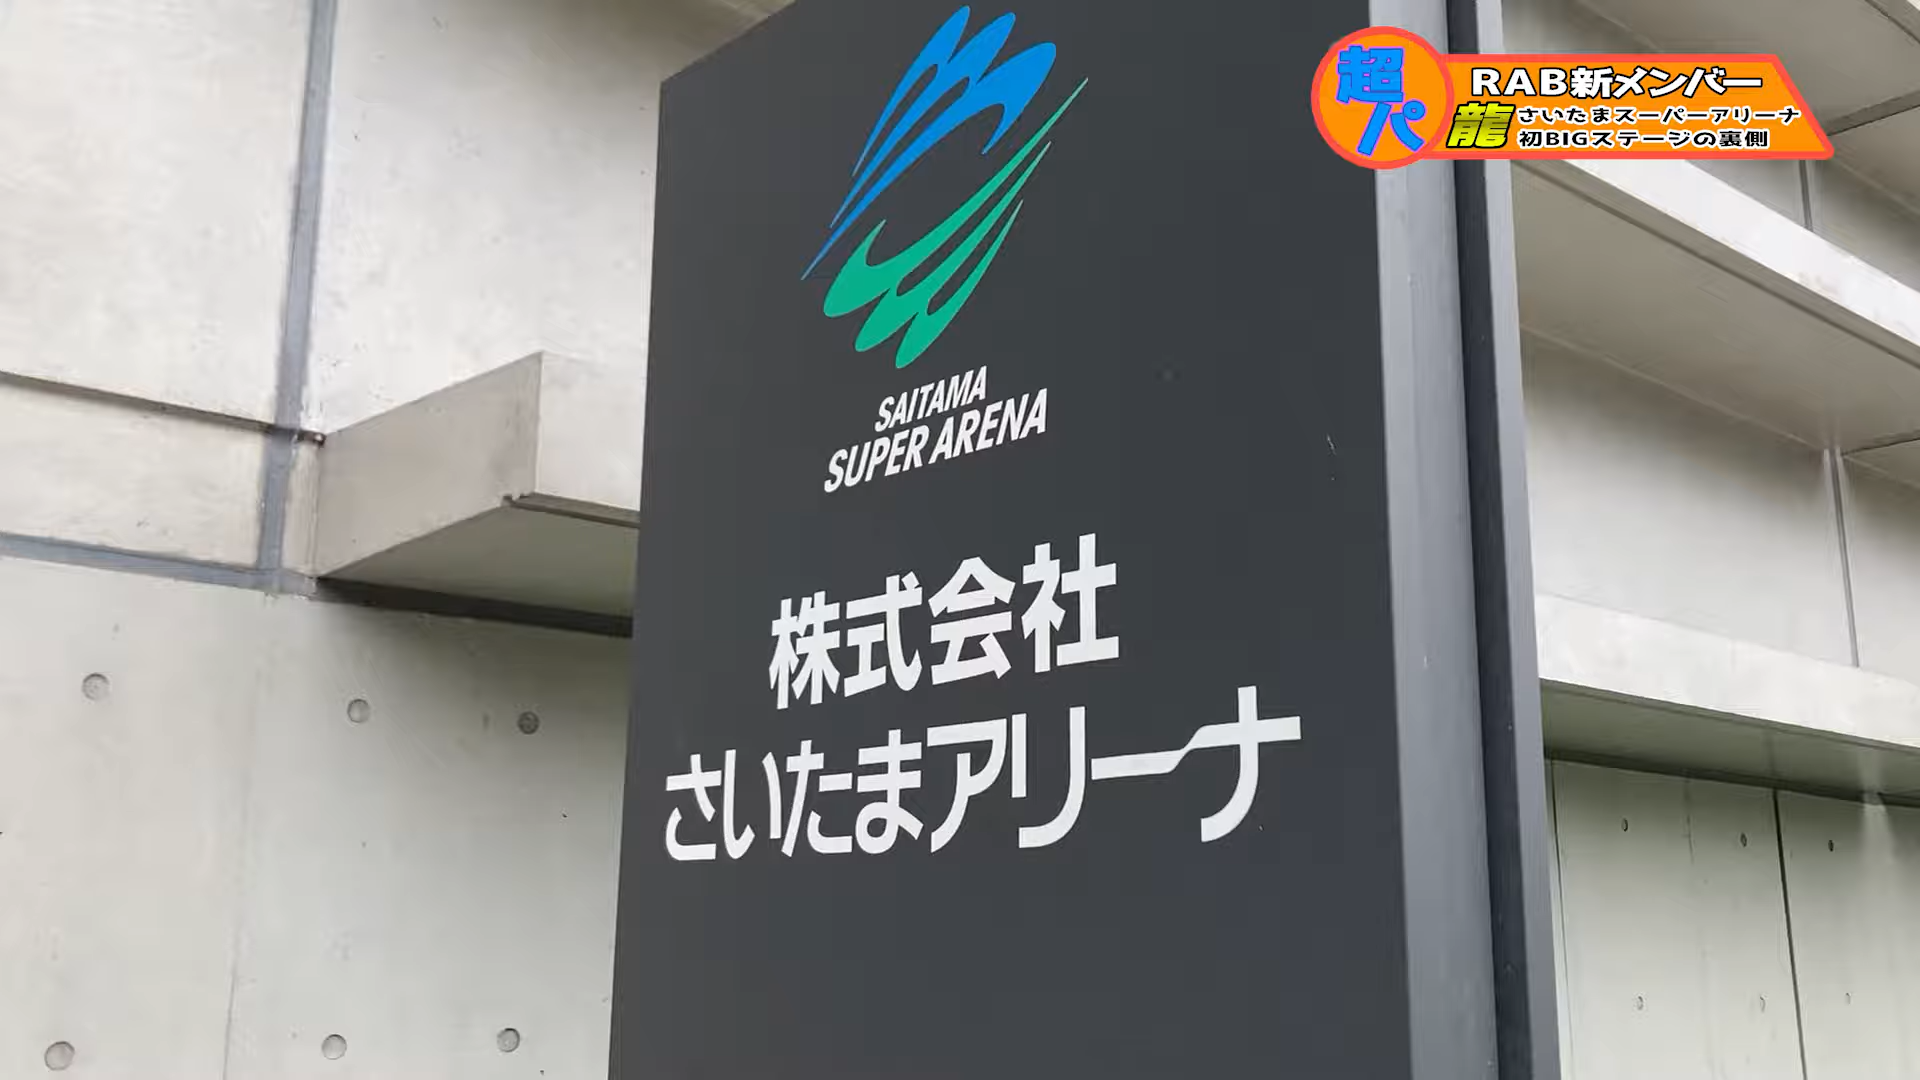 超パ
RAB新メンバー
龍 さいたまスーパーアリーナ
初BIGステージの裏側
SAITAMA
SUPER ARENA
株式会社
さいたまアリーナ